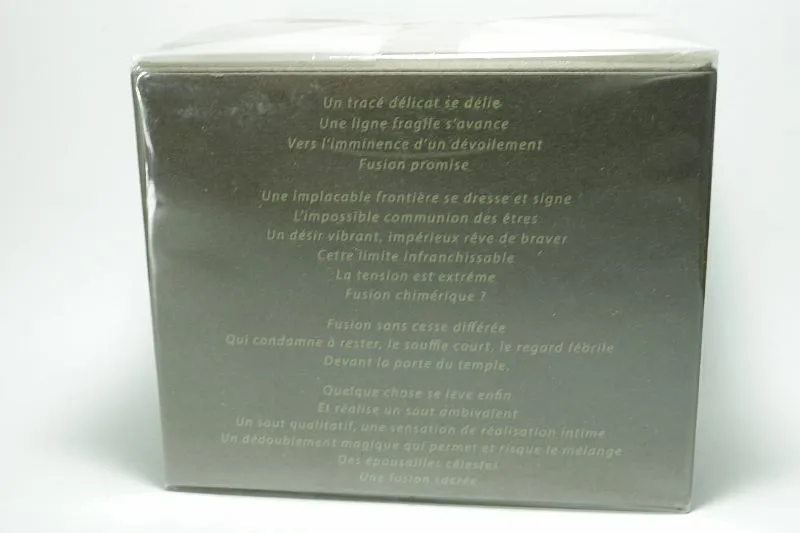 Un tracé délicat se délie
Une ligne fragile s'avance
Vers l'imminence d'un dévoilement
Fusion promise
Une implacable frontière se dresse et signe
L'impossible communion des êtres
Un désir vibrant, impérieux rêve de braver
Cette limite infranchissable
La tension est extrême
Fusion chimérique ?
Fusion sans cesse différée
Qui condamne à rester, le souffle court, le regard fébrile
Devant la porte du temple.
Quelque chose se lève enfin
Et réalise un saut ambivalent
Un saut qualitatif, une sensation de réalisation intime
Un dédoublement magique qui permet et risque le mélange
Des épousailles célestes
Une fusion sacrée